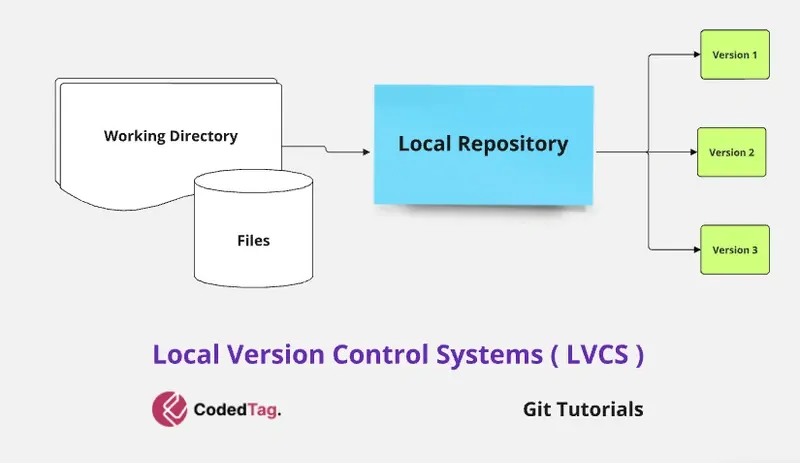 Version 1
Working Directory
Local Repository
Version 2
Files
Version 3
Local Version Control Systems ( LVCS )
CodedTag.
Git Tutorials